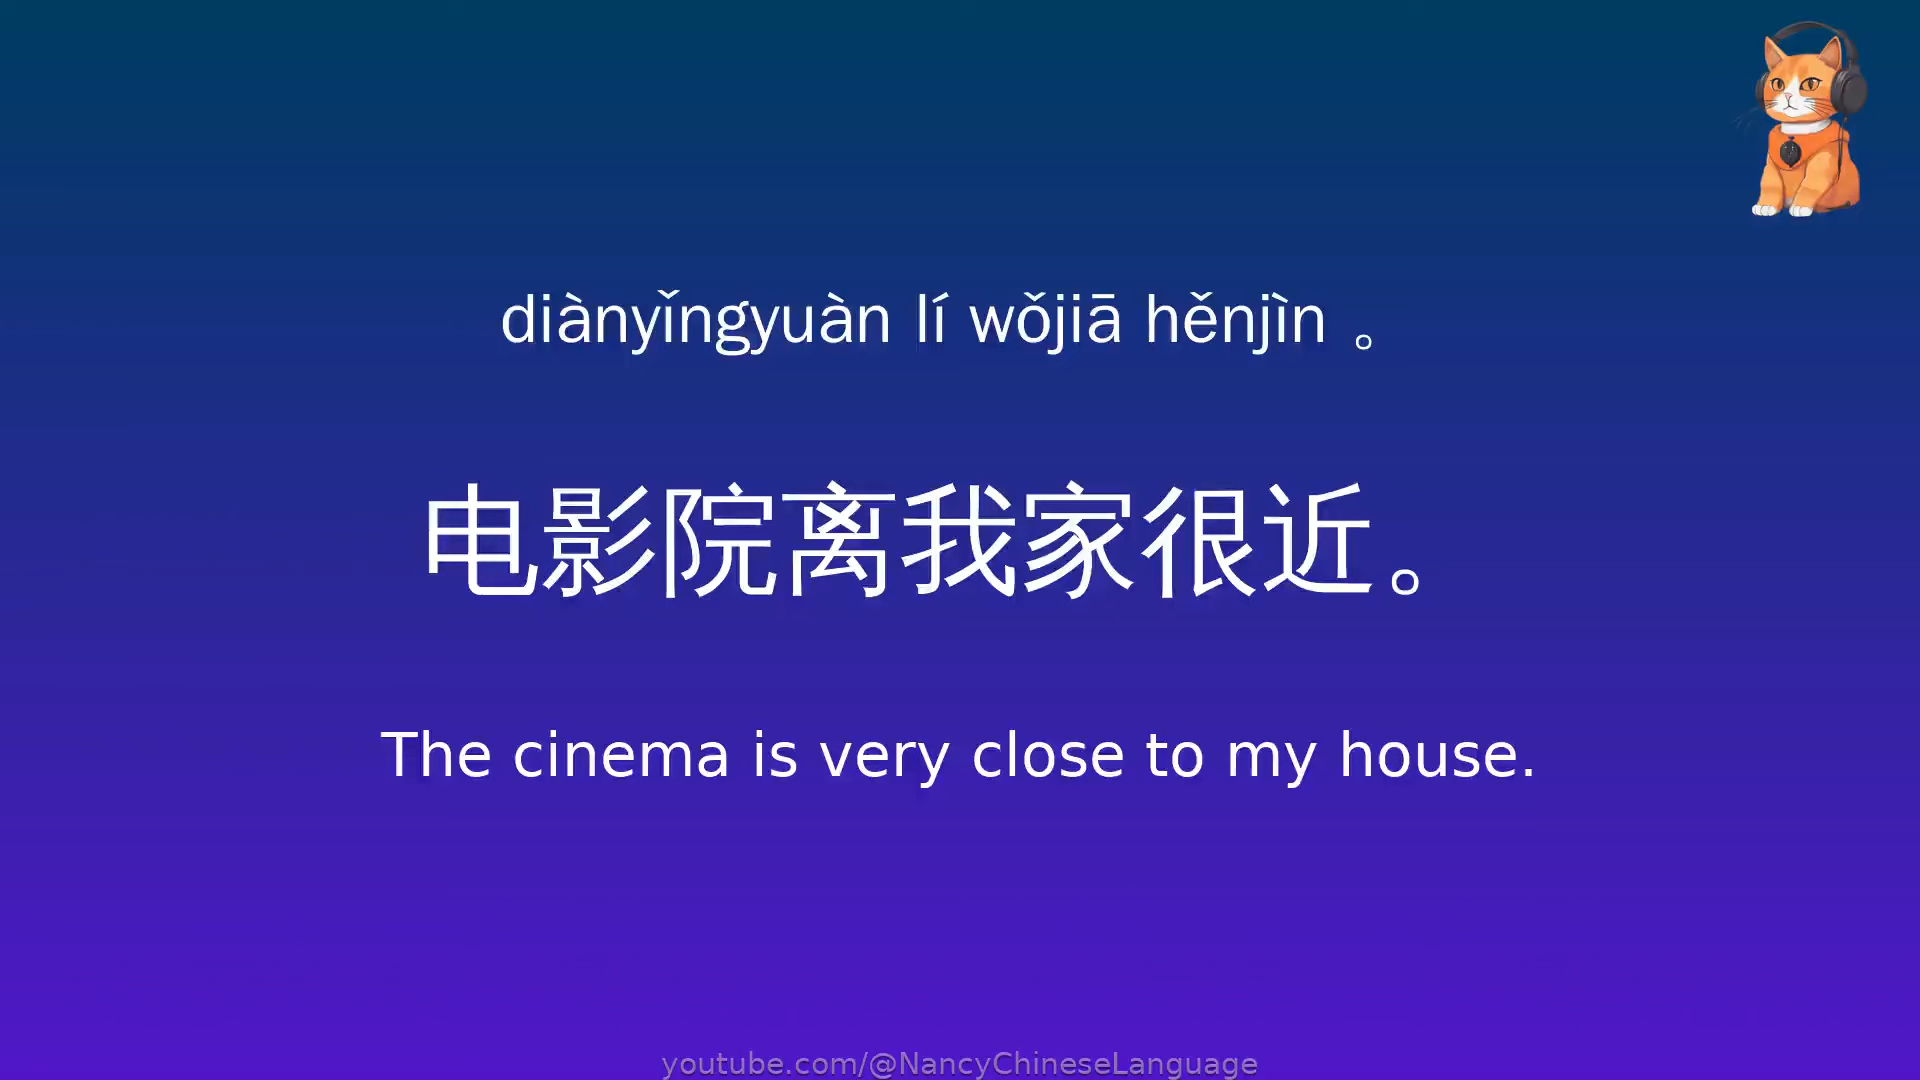 diànyǐngyuàn lí wǒjiā hěnjìn 。
电影院离我家很近。
The cinema is very close to my house.
youtube.com/@NancyChineseLanguage